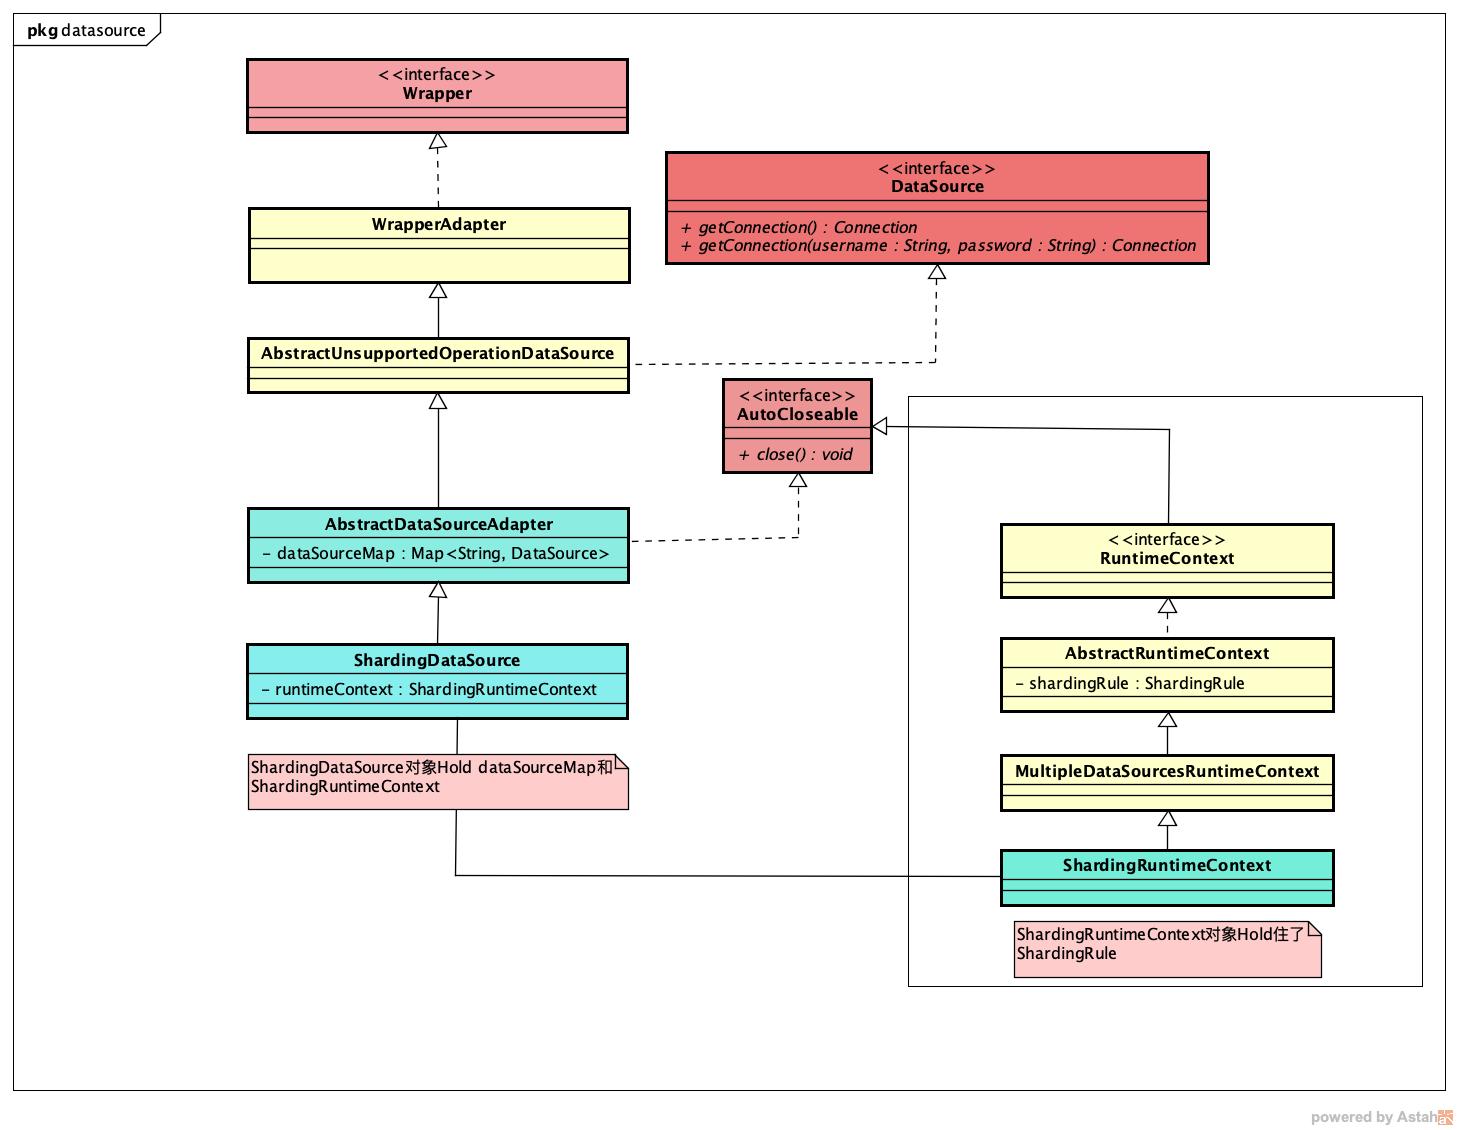 pkg datasource
<<interface>>
Wrapper
WrapperAdapter
<<interface>>
DataSource
+ getConnection() : Connection
+ getConnection(username : String, password : String) : Connection
AbstractUnsupportedOperationDataSource
<<interface>>
AutoCloseable
+ close() : void
AbstractDataSourceAdapter
- dataSourceMap : Map<String, DataSource>
<<interface>>
RuntimeContext
ShardingDataSource
- runtimeContext : ShardingRuntimeContext
AbstractRuntimeContext
- shardingRule : ShardingRule
ShardingDataSource对象Hold dataSourceMap和
ShardingRuntimeContext
MultipleDataSourcesRuntimeContext
ShardingRuntimeContext
ShardingRuntimeContext对象Hold住了
ShardingRule
powered by Astah